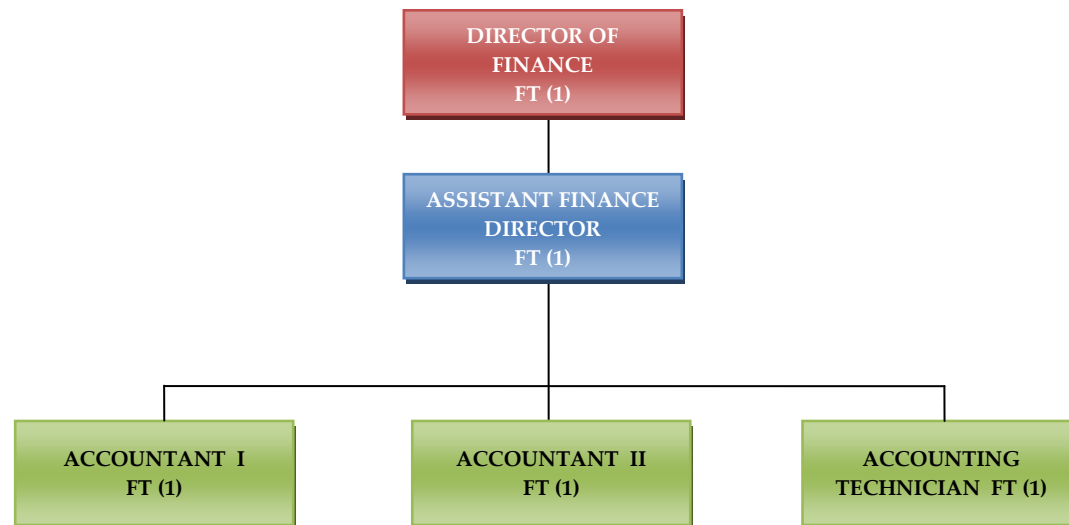 DIRECTOR OF
FINANCE
FT (1)
ASSISTANT FINANCE
DIRECTOR
FT (1)
ACCOUNTANT I
FT (1)
ACCOUNTANT II
FT (1)
ACCOUNTING
TECHNICIAN FT (1)